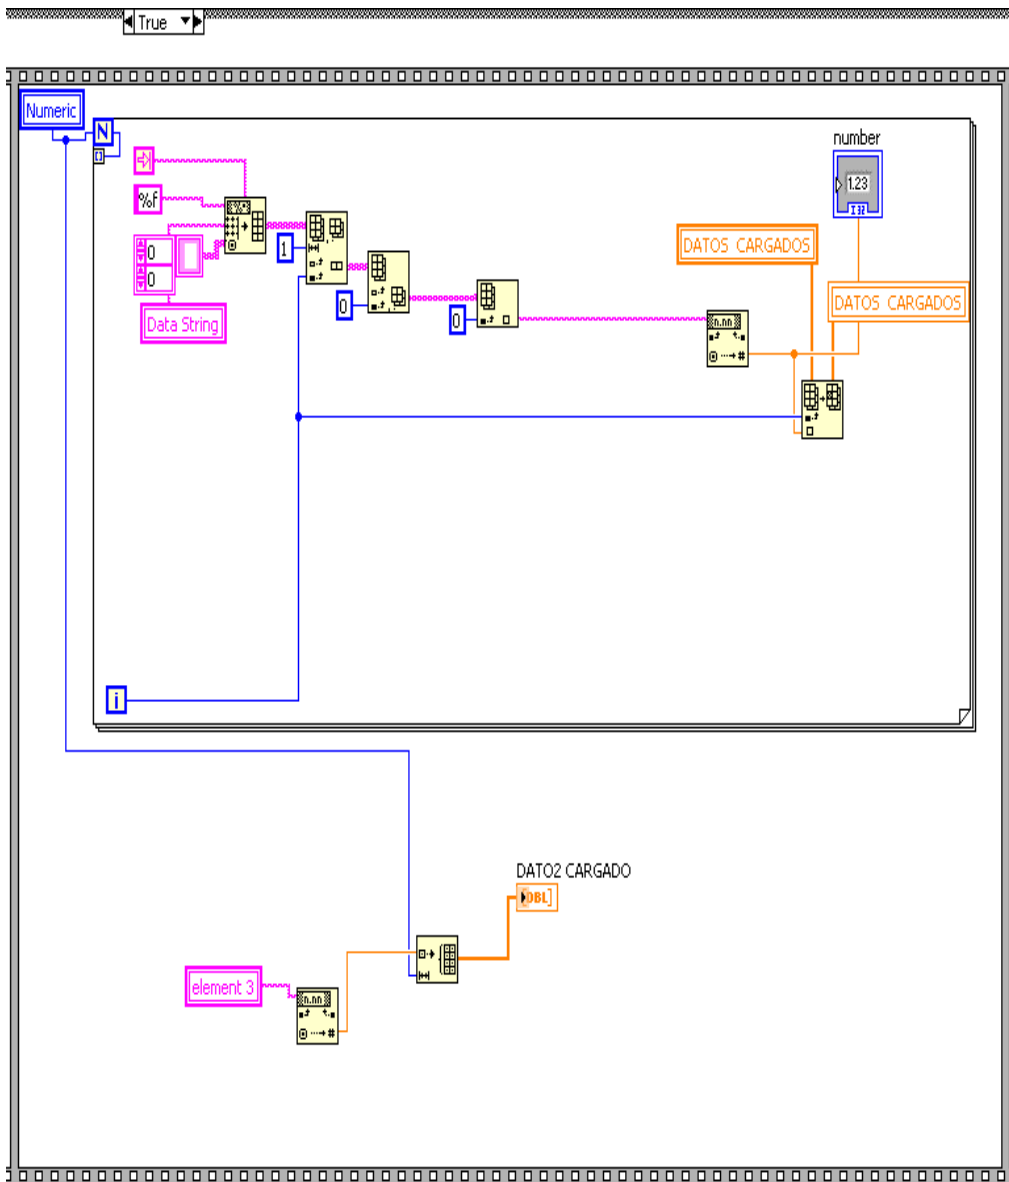 True
Numeric
N
number
%f
1.23
I 32
0
0
1
DATOS CARGADOS
DATOS CARGADOS
0
0
Data String
n.nn
i
DATO2 CARGADO
DBL]
element 3
n.nn